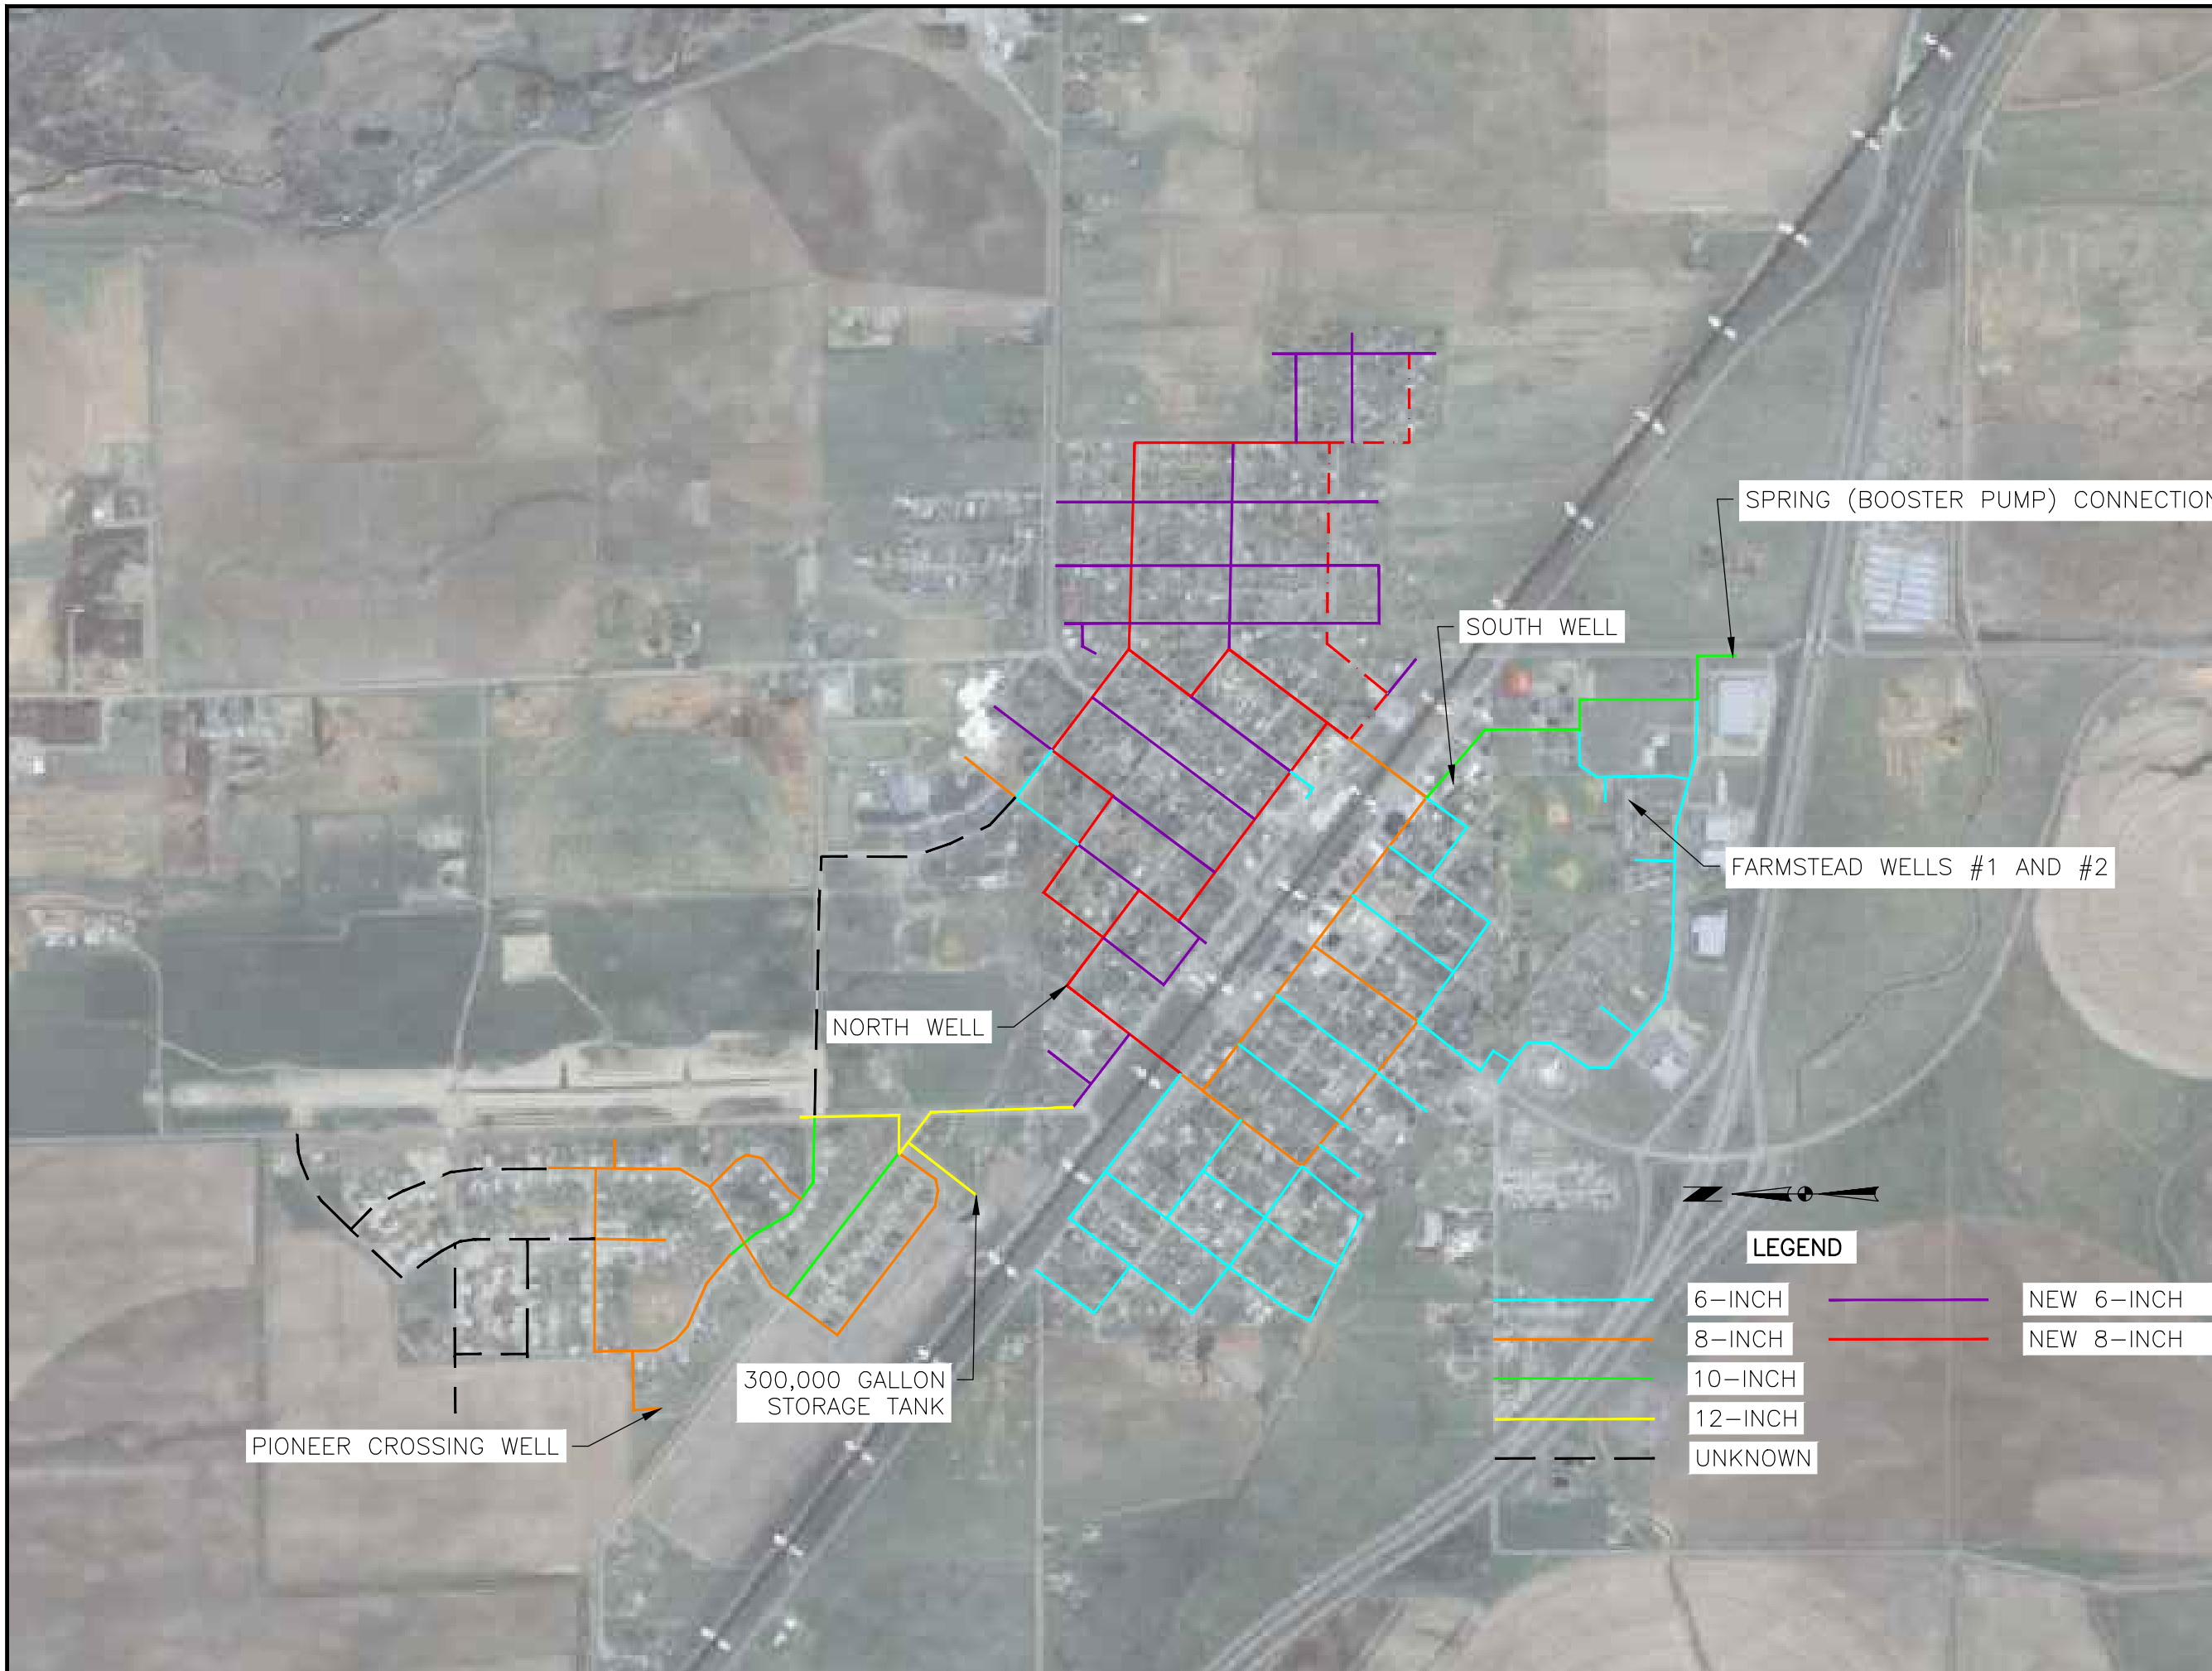 SPRING (BOOSTER PUMP) CONNECTION
SOUTH WELL
FARMSTEAD WELLS #1 AND #2
NORTH WELL
300,000 GALLON
STORAGE TANK
PIONEER CROSSING WELL
N
LEGEND
6-INCH
8-INCH
10-INCH
12-INCH
UNKNOWN
NEW 6-INCH
NEW 8-INCH